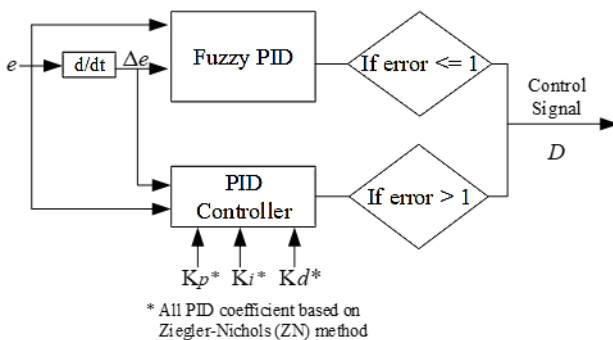 e
d/dt
Δe
Fuzzy PID
If error <= 1
Control
Signal
D
PID
Controller
If error > 1
Kp* Ki* Kd*
* All PID coefficient based on
Ziegler-Nichols (ZN) method